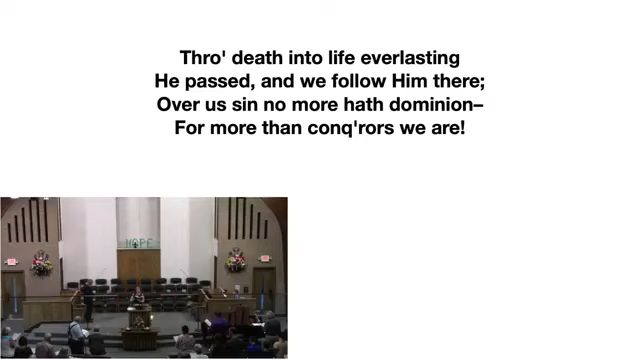 Thro' death into life everlasting
He passed, and we follow Him there;
Over us sin no more hath dominion–
For more than conq'rors we are!
HOPE